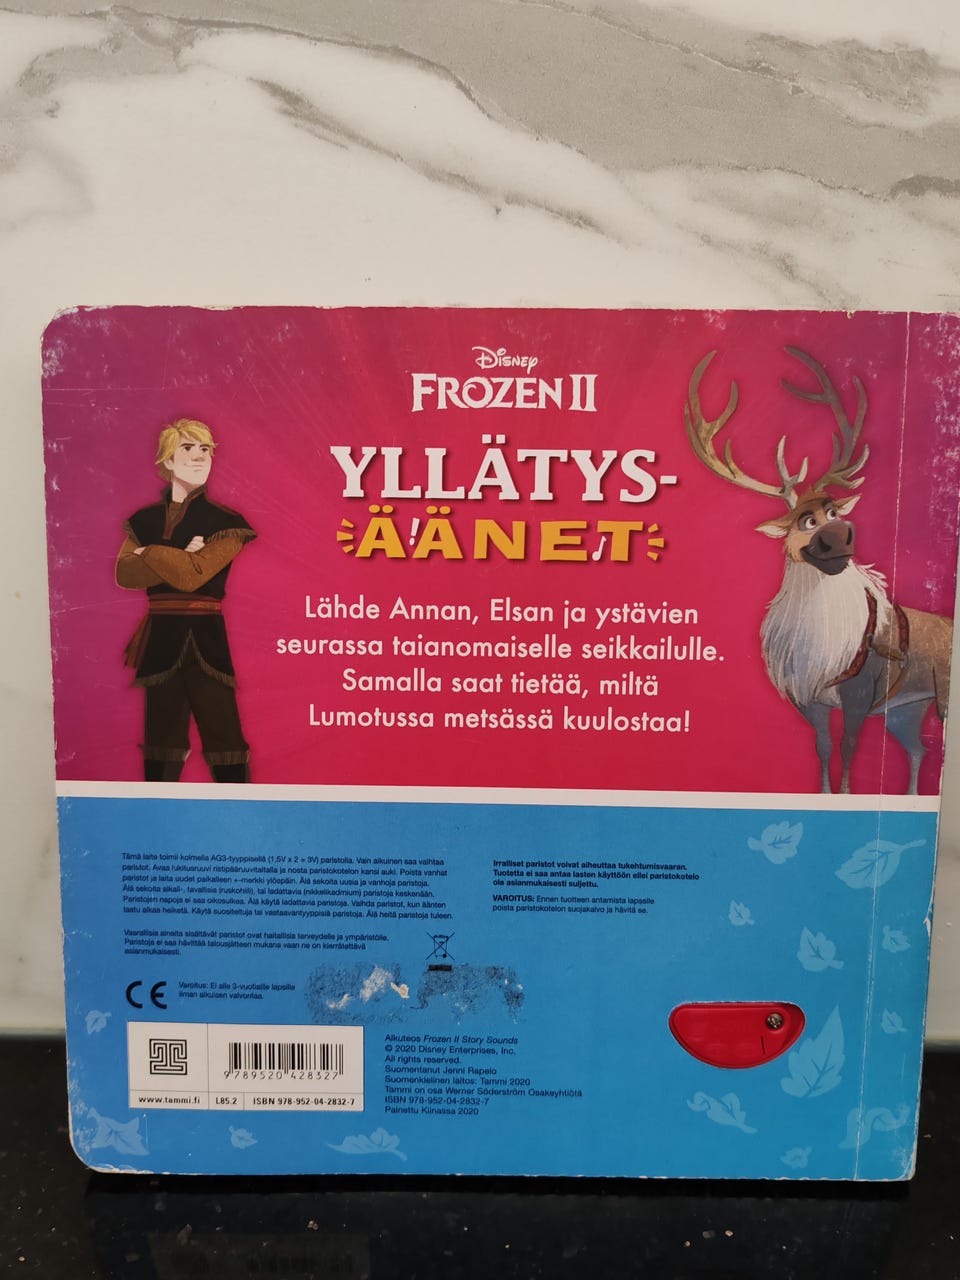 Disney
FROZEN II
YLLÄTYS-
ÄÄNET
Lähde Annan, Elsan ja ystävien
seurassa taianomaiselle seikkailulle.
Samalla saat tietää, miltä
Lumotussa metsässä kuulostaa!
Tämä laite toimii kolmella AG3-tyyppisellä (1,5V x 2 = 3V) paristolla. Vain aikuinen saa vaihtaa
paristot. Avaa lukitusruuvi ristipääruuvitaltalla ja nosta paristokotelon kansi auki. Poista vanhat
paristot ja laita uudet paikalleen +-merkki ylöspäin. Älä sekoita uusia ja vanhoja paristoja.
Älä sekoita alkali-, tavallisia (ruskohiili), tai ladattavia (nikkelikadmium) paristoja keskenään.
Paristojen napoja ei saa oikosulkea. Älä käytä ladattavia paristoja. Vaihda paristot, kun äänten
laatu alkaa heiketä. Käytä suositeltuja tai vastaavantyyppisiä paristoja. Älä heitä paristoja tuleen.
Vaarallisia aineita sisältävät paristot ovat haitallisia terveydelle ja ympäristölle.
Paristoja ei saa hävittää talousjätteen mukana vaan ne on kierrätettävä
asianmukaisesti.
Irralliset paristot voivat aiheuttaa tukehtumisvaaran.
Tuotetta ei saa antaa lasten käyttöön ellei paristokotelo
ole asianmukaisesti suljettu.
VAROITUS: Ennen tuotteen antamista lapselle
poista paristokotelon suojakalvo ja hävitä se.
CE
Varoitus: Ei alle 3-vuotiaille lapsille
ilman aikuisen valvontaa.
9 789520 428327
www.tammi.fi
L85.2
ISBN 978-952-04-2832-7
Alkuteos Frozen II Story Sounds
© 2020 Disney Enterprises, Inc.
All rights reserved.
Suomentanut Jenni Rapelo
Suomenkielinen laitos: Tammi 2020
Tammi on osa Werner Söderström Osakeyhtiötä
ISBN 978-952-04-2832-7
Painettu Kiinassa 2020